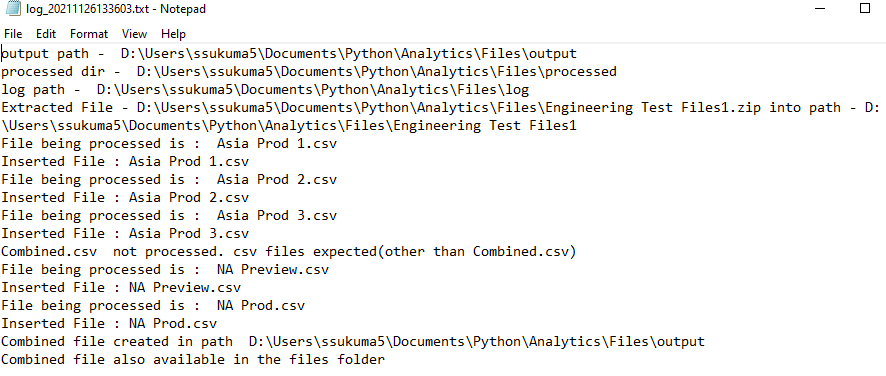 log_20211126133603.txt - Notepad
File Edit Format View Help
output path -  D:\Users\ssukuma5\Documents\Python\Analytics\Files\output
processed dir -  D:\Users\ssukuma5\Documents\Python\Analytics\Files\processed
log path -  D:\Users\ssukuma5\Documents\Python\Analytics\Files\log
Extracted File - D:\Users\ssukuma5\Documents\Python\Analytics\Files\Engineering Test Files1.zip into path - D:
\Users\ssukuma5\Documents\Python\Analytics\Files\Engineering Test Files1
File being processed is :  Asia Prod 1.csv
Inserted File : Asia Prod 1.csv
File being processed is :  Asia Prod 2.csv
Inserted File : Asia Prod 2.csv
File being processed is :  Asia Prod 3.csv
Inserted File : Asia Prod 3.csv
Combined.csv  not processed. csv files expected(other than Combined.csv)
File being processed is :  NA Preview.csv
Inserted File : NA Preview.csv
File being processed is :  NA Prod.csv
Inserted File : NA Prod.csv
Combined file created in path  D:\Users\ssukuma5\Documents\Python\Analytics\Files\output
Combined file also available in the files folder